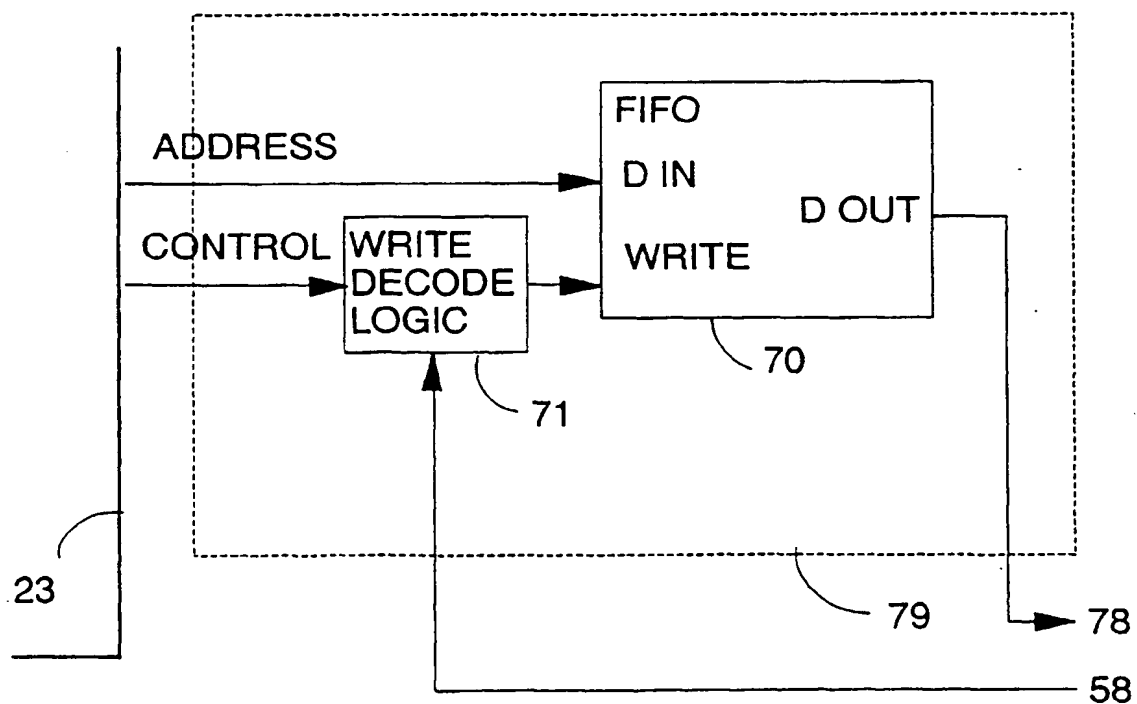 ADDRESS
CONTROL
WRITE
DECODE
LOGIC
FIFO
D IN
D OUT
WRITE
70
71
23
79
78
58